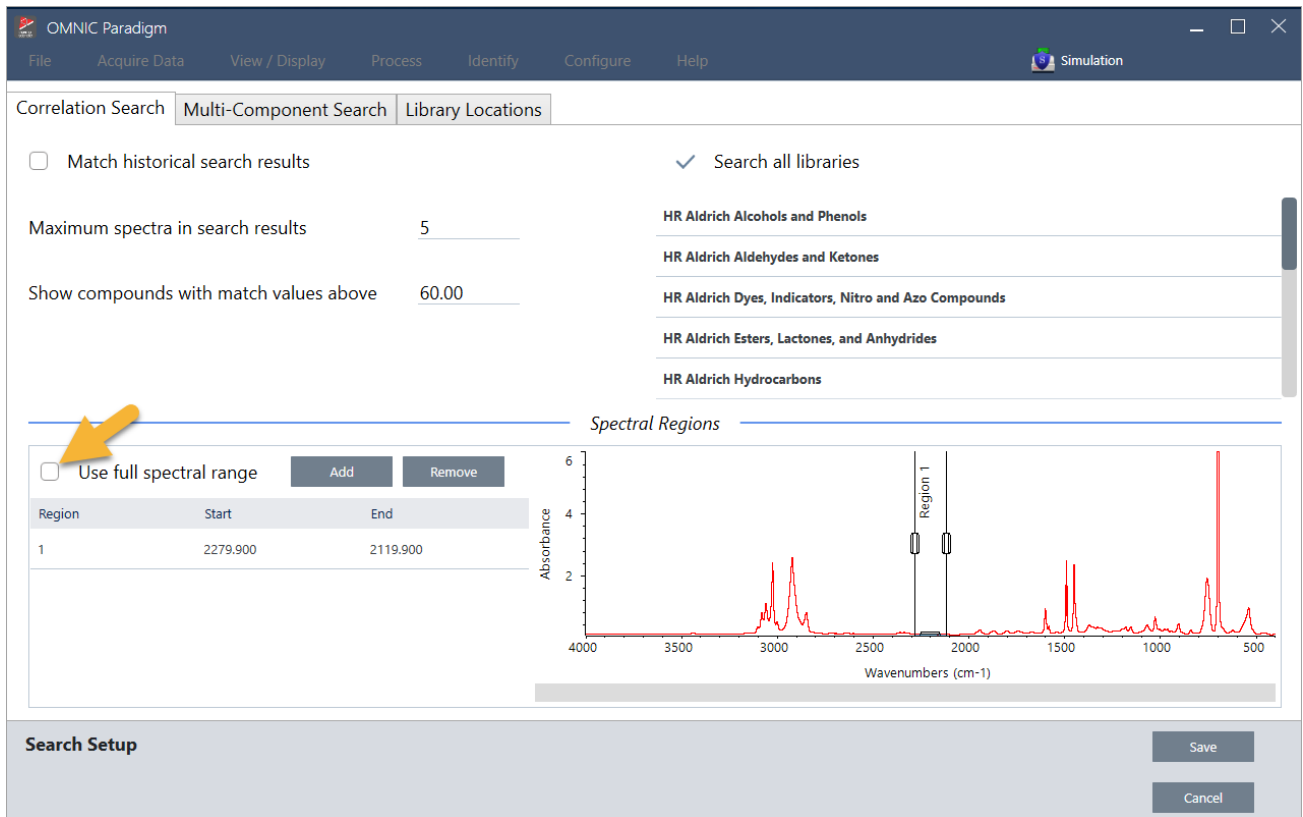 OMNIC Paradigm
File Acquire Data View / Display Process Identify Configure Help S Simulation
Correlation Search Multi-Component Search Library Locations
Match historical search results
Search all libraries
Maximum spectra in search results 5
Show compounds with match values above 60.00
HR Aldrich Alcohols and Phenols
HR Aldrich Aldehydes and Ketones
HR Aldrich Dyes, Indicators, Nitro and Azo Compounds
HR Aldrich Esters, Lactones, and Anhydrides
HR Aldrich Hydrocarbons
Spectral Regions
Use full spectral range Add Remove
Region Start End
1 2279.900 2119.900
Absorbance
6
4
2
Region 1
4000 3500 3000 2500 2000 1500 1000 500
Wavenumbers (cm-1)
Search Setup
Save
Cancel